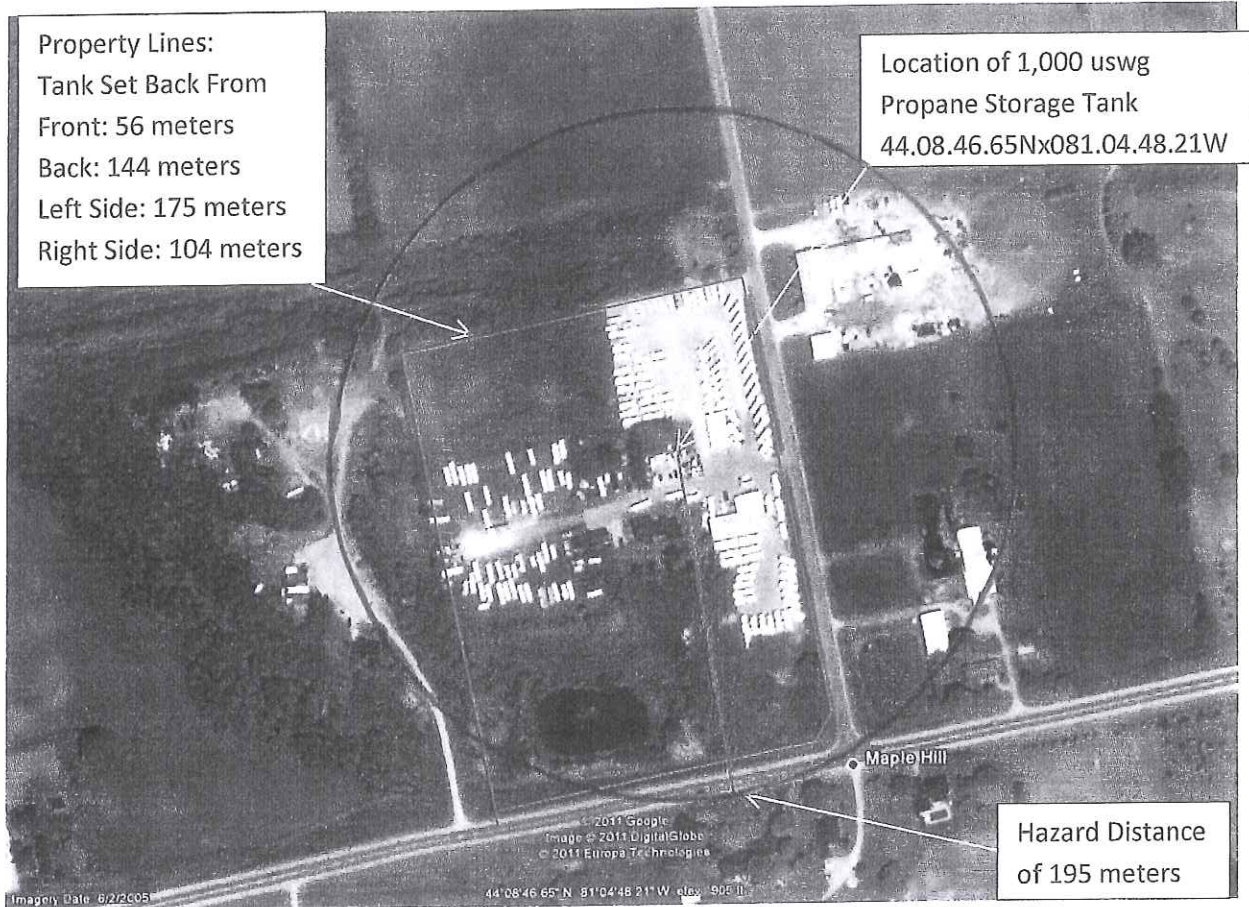 Property Lines:
Tank Set Back From
Front: 56 meters
Back: 144 meters
Left Side: 175 meters
Right Side: 104 meters
Location of 1,000 uswg
Propane Storage Tank
44.08.46.65Nx081.04.48.21W
Maple Hill
Hazard Distance
of 195 meters
© 2011 Google
Image © 2011 DigitalGlobe
© 2011 Europa Technologies
Imagery Date: 6/2/2005
44°08'46.65" N 81°04'48.21" W elev 905 ft